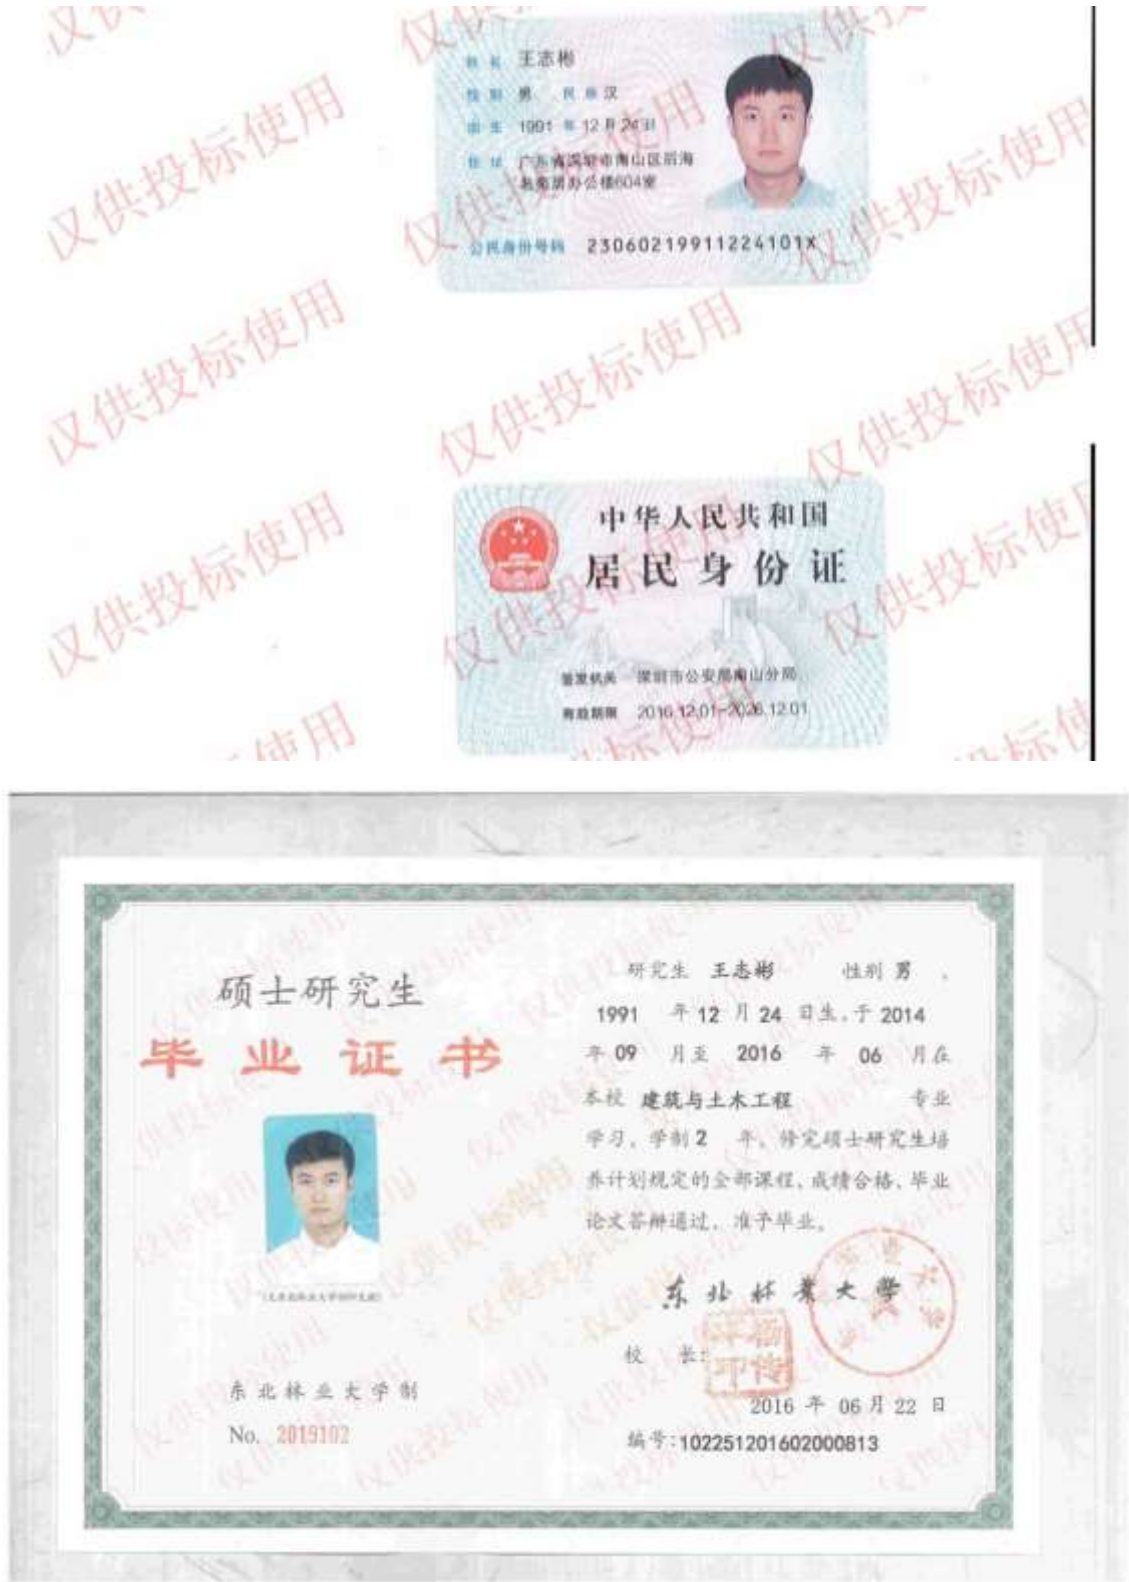 仅供投标使用
姓名 王志彬
性别 男 民族 汉
出生 1991 年 12 月 24 日
住址 广东省深圳市南山区后海
公楼604室
公民身份号码 23060219911224101X
中华人民共和国
居民身份证
签发机关 深圳市公安局南山分局
有效期限 2016.12.01-2026.12.01
硕士研究生
毕业证书
东北林业大学制
No. 2019102
研究生 王志彬 性别 男 ,
1991 年 12 月 24 日生,于 2014
年 09 月至 2016 年 06 月在
本校 建筑与土木工程 专业
学习,学制 2 年,修完硕士研究生培
养计划规定的全部课程,成绩合格,毕业
论文答辩通过,准予毕业。
东北林业大学
校 长:
2016 年 06 月 22 日
编号:102251201602000813